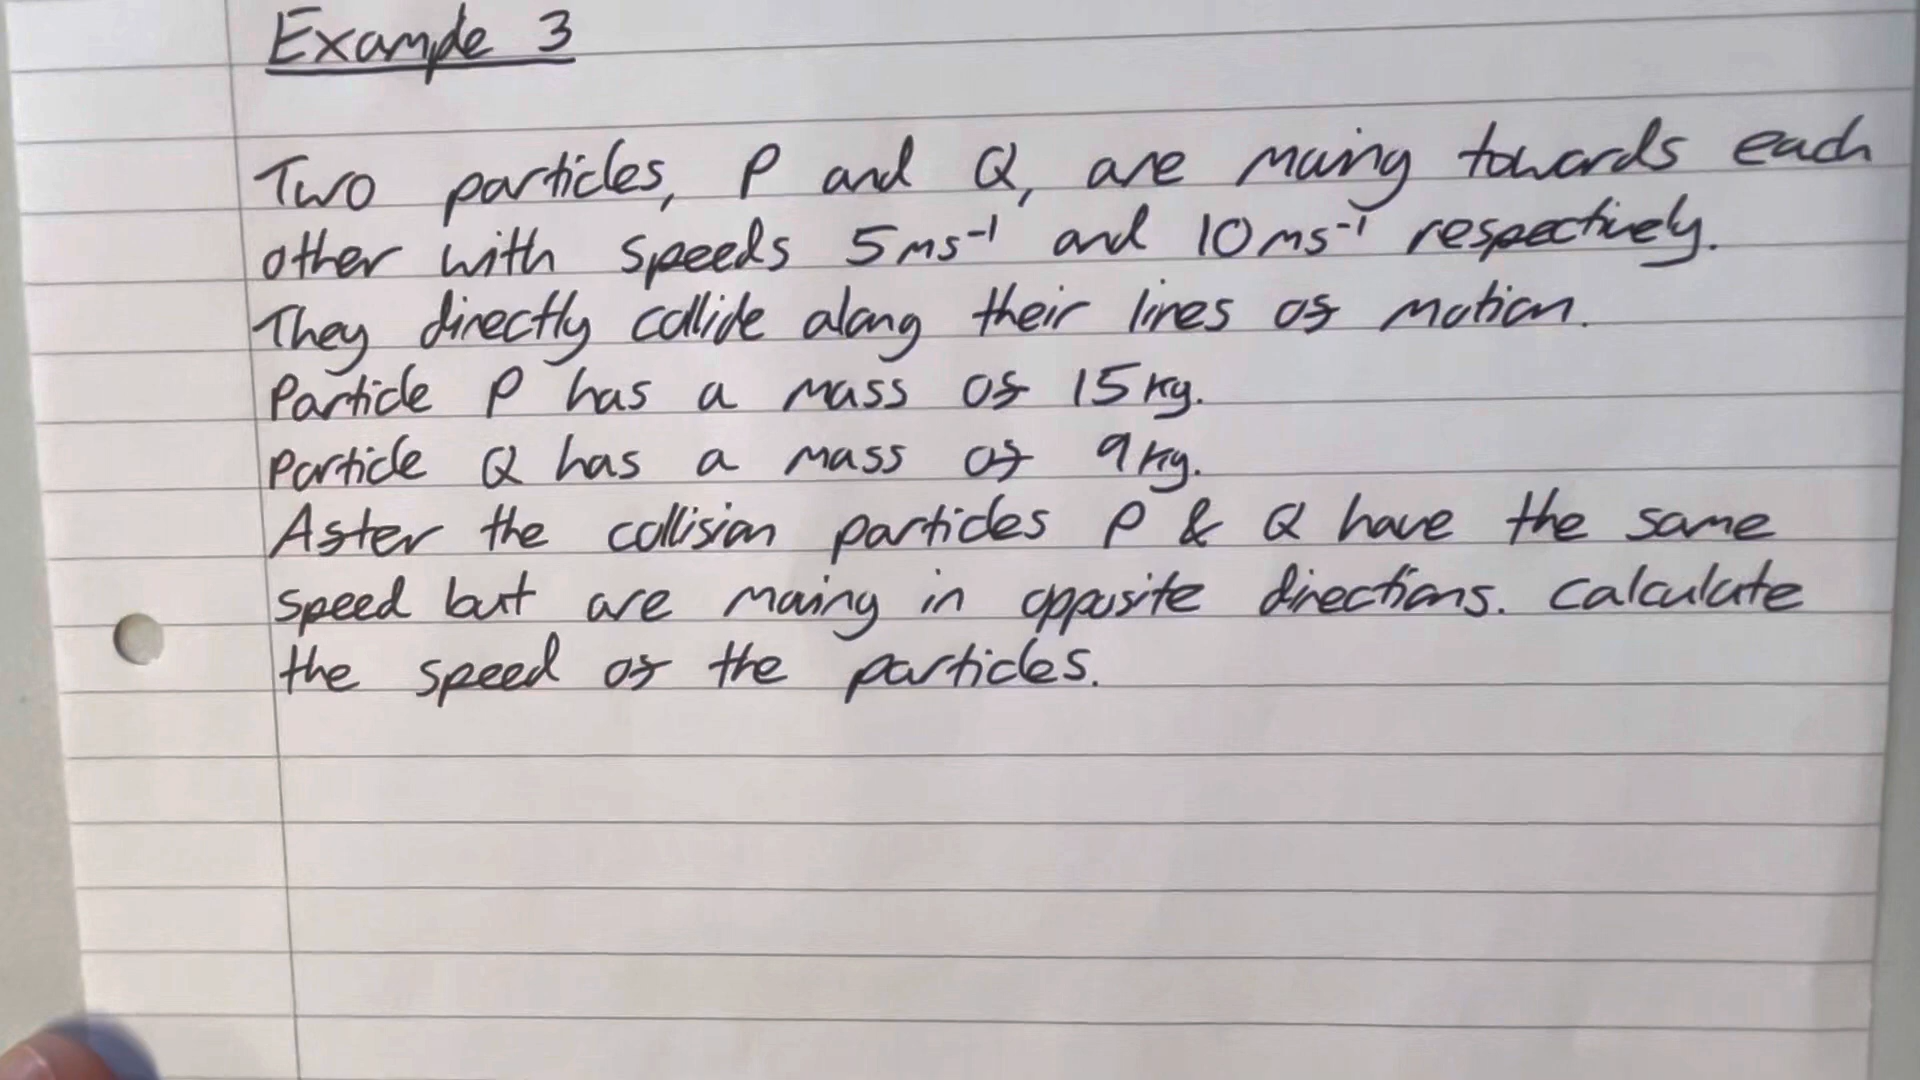 Example 3
Two particles, P and Q, are moving towards each
other with speeds 5ms⁻¹ and 10ms⁻¹ respectively.
They directly collide along their lines of motion.
Particle P has a mass of 15kg.
Particle Q has a mass of 9kg.
After the collision particles P & Q have the same
speed but are moving in opposite directions. Calculate
the speed of the particles.